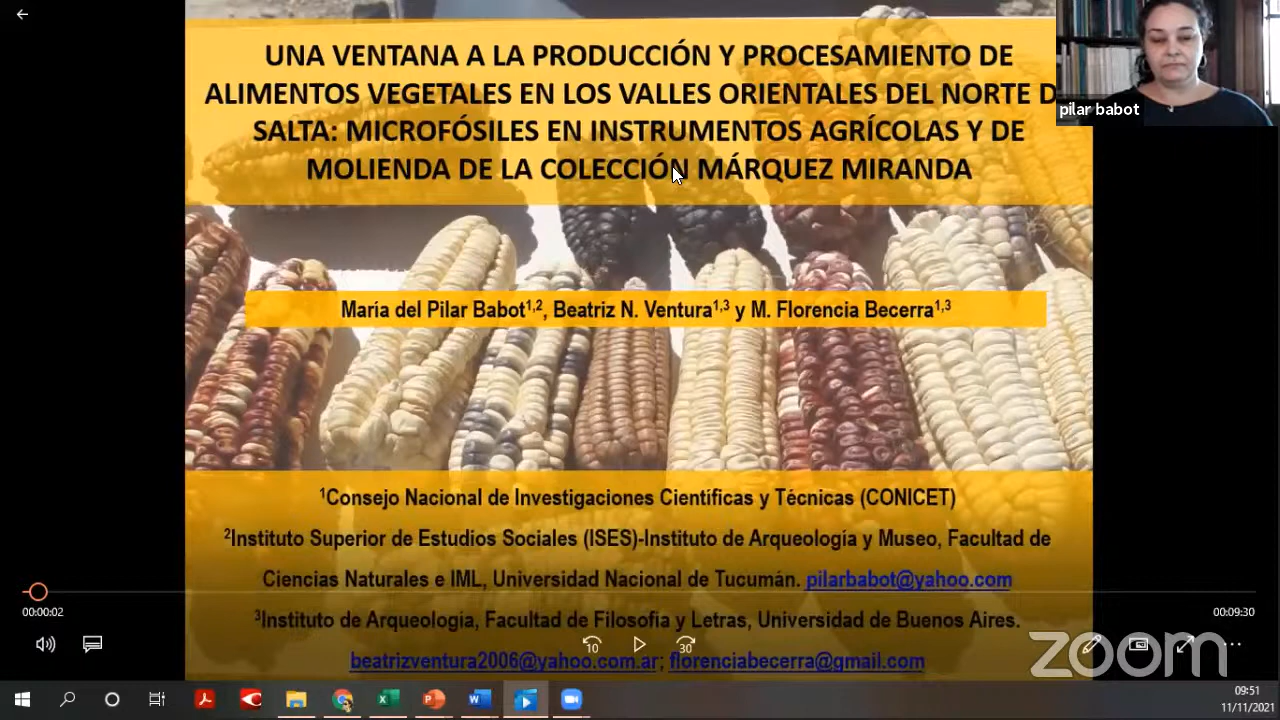 UNA VENTANA A LA PRODUCCIÓN Y PROCESAMIENTO DE
ALIMENTOS VEGETALES EN LOS VALLES ORIENTALES DEL NORTE D
SALTA: MICROFÓSILES EN INSTRUMENTOS AGRÍCOLAS Y DE
MOLIENDA DE LA COLECCIÓN MÁRQUEZ MIRANDA
pilar babot
María del Pilar Babot1,2, Beatriz N. Ventura1,3 y M. Florencia Becerra1,3
1Consejo Nacional de Investigaciones Científicas y Técnicas (CONICET)
2Instituto Superior de Estudios Sociales (ISES)-Instituto de Arqueología y Museo, Facultad de
Ciencias Naturales e IML, Universidad Nacional de Tucumán. pilarbabot@yahoo.com
3Instituto de Arqueología, Facultad de Filosofía y Letras, Universidad de Buenos Aires.
beatrizventura2006@yahoo.com.ar; florenciabecerra@gmail.com
00:00:02
00:09:30
10
30
zoom
09:51
11/11/2021